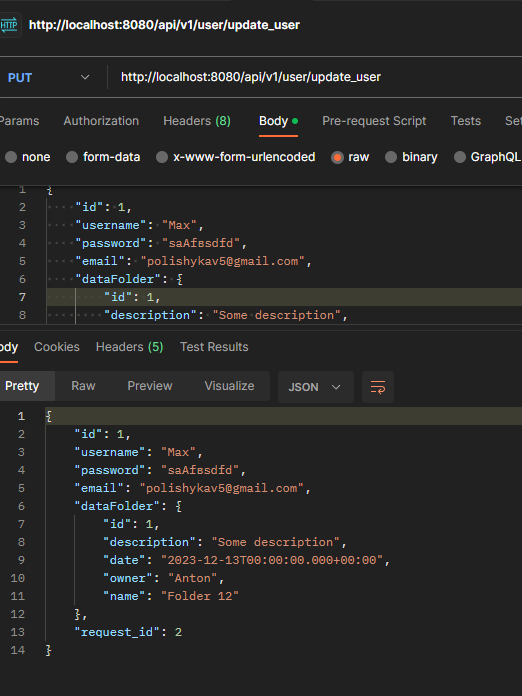 HTTP http://localhost:8080/api/v1/user/update_user
PUT http://localhost:8080/api/v1/user/update_user
Params Authorization Headers (8) Body Pre-request Script Tests Set
none form-data x-www-form-urlencoded raw binary GraphQL
1 {
2 "id": 1,
3 "username": "Max",
4 "password": "saAfвsdfd",
5 "email": "polishykav5@gmail.com",
6 "dataFolder": {
7 "id": 1,
8 "description": "Some description",
ody Cookies Headers (5) Test Results
Pretty Raw Preview Visualize JSON
1 {
2 "id": 1,
3 "username": "Max",
4 "password": "saAfвsdfd",
5 "email": "polishykav5@gmail.com",
6 "dataFolder": {
7 "id": 1,
8 "description": "Some description",
9 "date": "2023-12-13T00:00:00.000+00:00",
10 "owner": "Anton",
11 "name": "Folder 12"
12 },
13 "request_id": 2
14 }